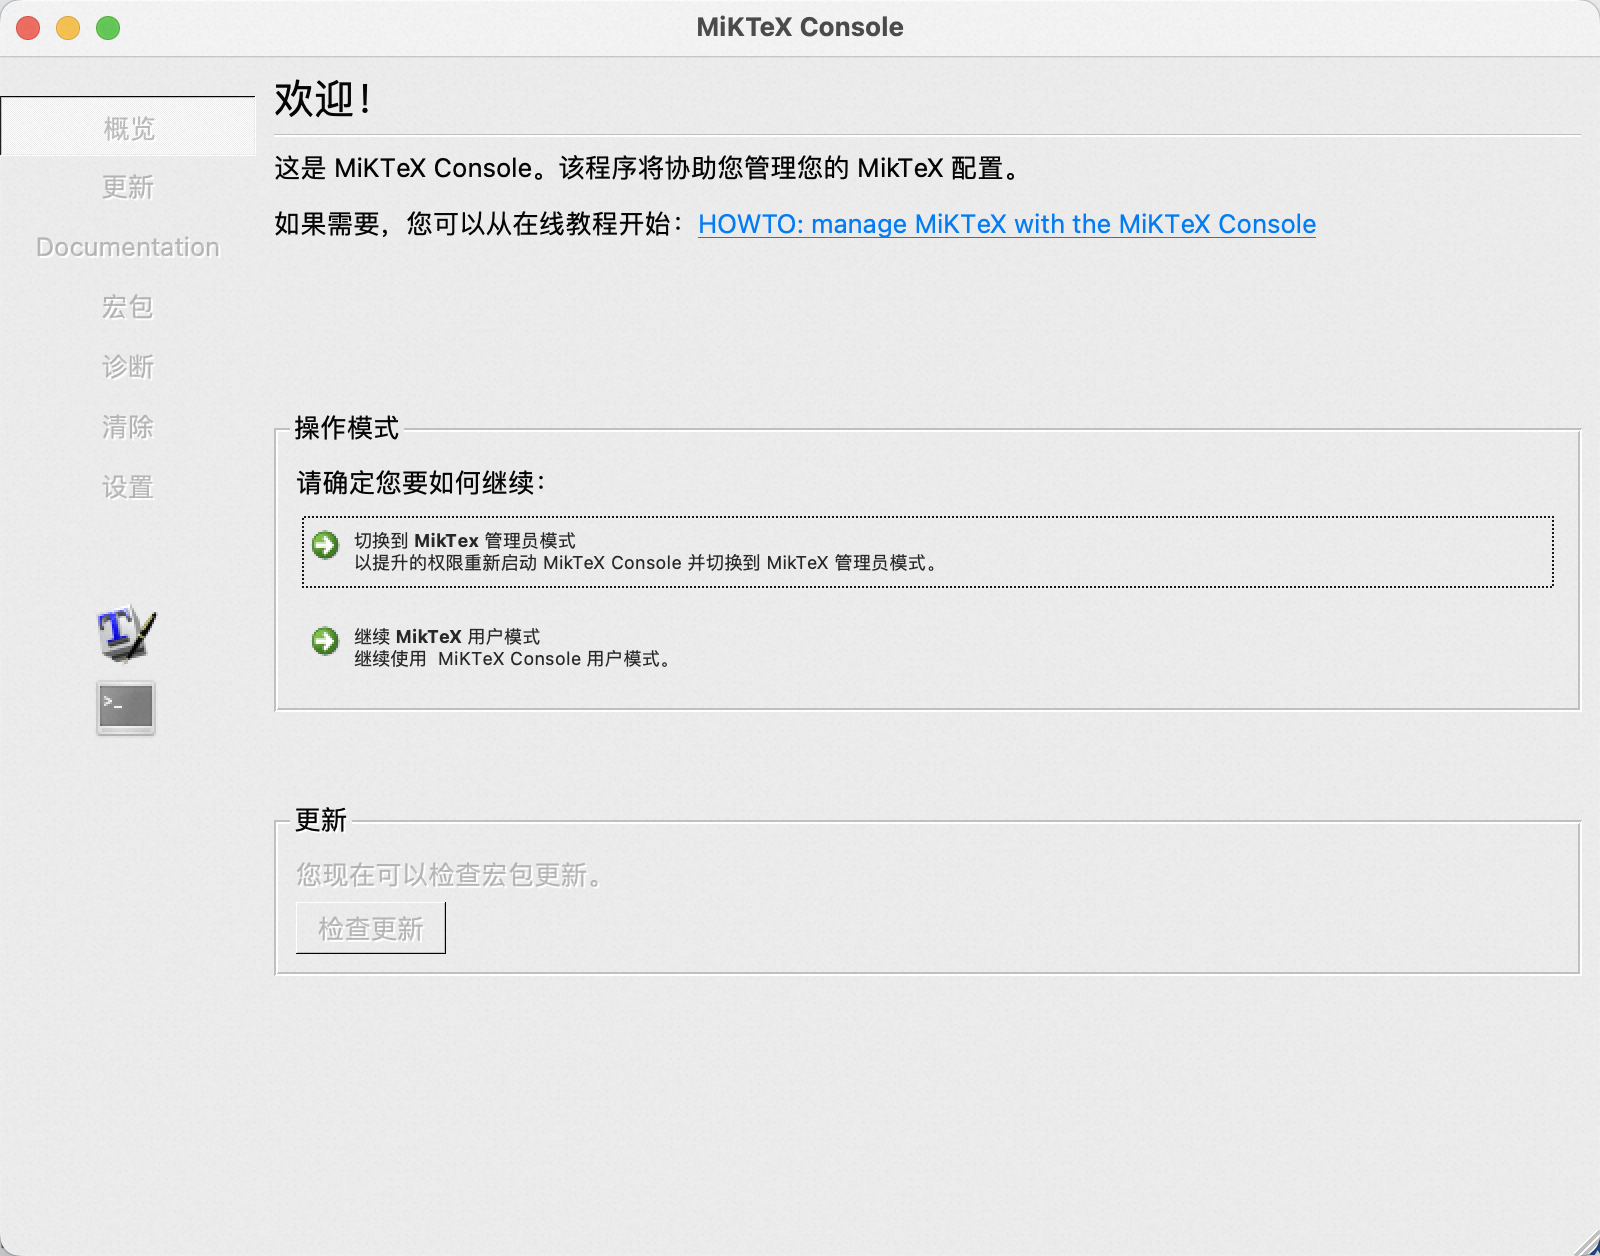 MiKTeX Console
欢迎！
概览
更新
Documentation
宏包
诊断
清除
设置
>_
这是 MiKTeX Console。该程序将协助您管理您的 MikTeX 配置。
如果需要，您可以从在线教程开始：HOWTO: manage MiKTeX with the MiKTeX Console
操作模式
请确定您要如何继续：
切换到 MikTex 管理员模式
以提升的权限重新启动 MikTeX Console 并切换到 MikTeX 管理员模式。
继续 MikTeX 用户模式
继续使用  MiKTeX Console 用户模式。
更新
您现在可以检查宏包更新。
检查更新